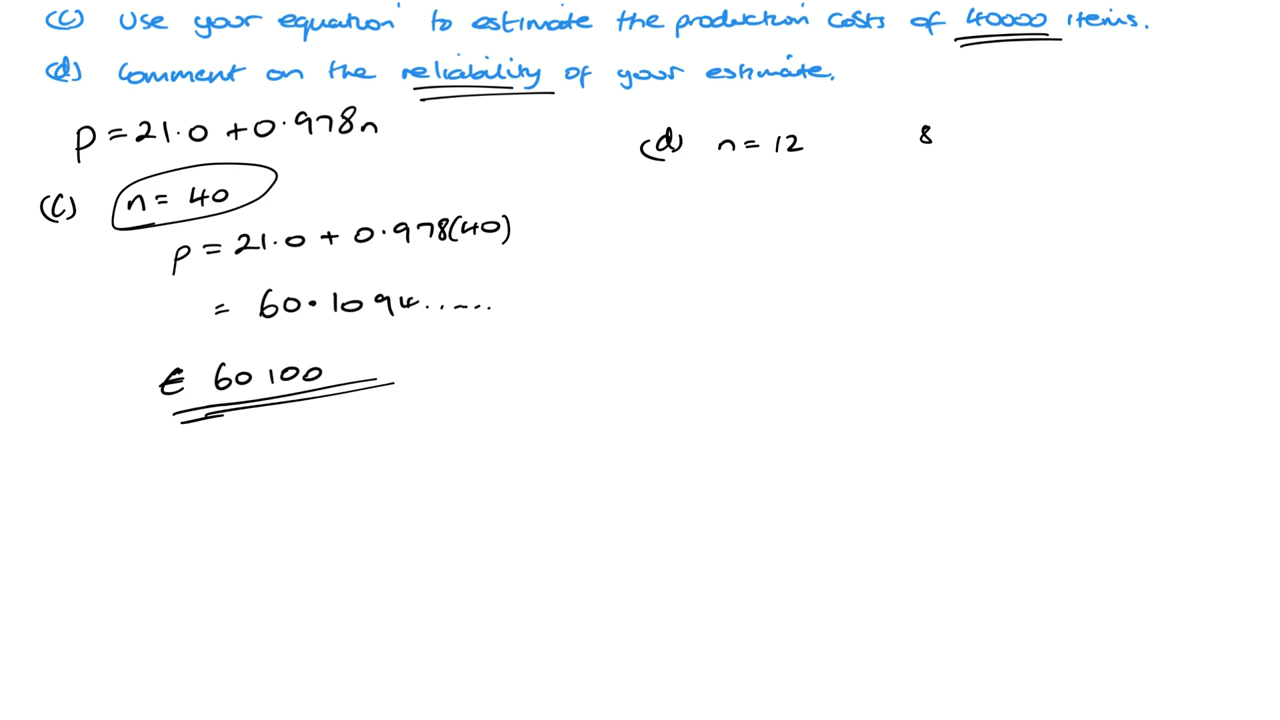 (c) Use your equation to estimate the production costs of 40000 items.
(d) Comment on the reliability of your estimate.
p = 21.0 + 0.978n
(c) n = 40
p = 21.0 + 0.978(40)
= 60.1094......
€ 60 100
(d) n = 12 8